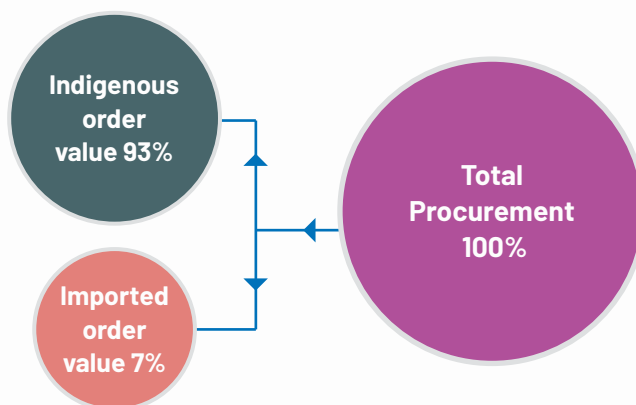 Indigenous
order
value 93%
Total
Procurement
100%
Imported
order
value 7%